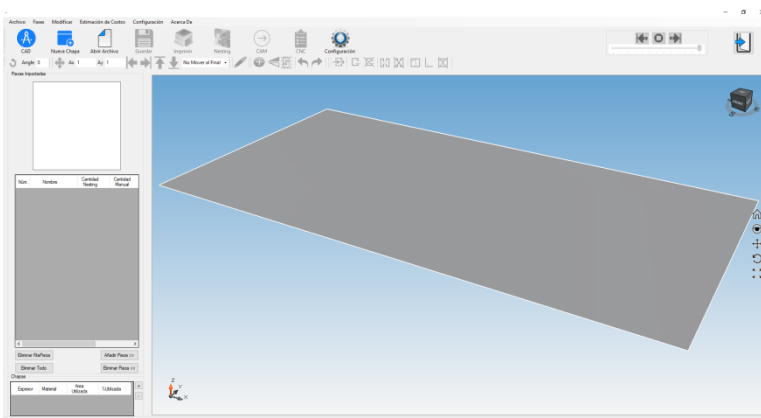 Archivo Fases Modificar Estimación de Costos Configuración Acerca De
CAD Nueva Chapa Abrir Archivo Guardar Imprimir Nesting CAM CNC Configuración
Angle 0 Ax 1 Ay 1 No Mover al Final
Piezas Importadas
Núm Nombre Cantidad Nesting Cantidad Manual
Eliminar FilaPieza Añadir Pieza >>
Eliminar Todo Eliminar Pieza <<
Chapas
Espesor Material Area Utilizada %Utilizada
Z
Y
X